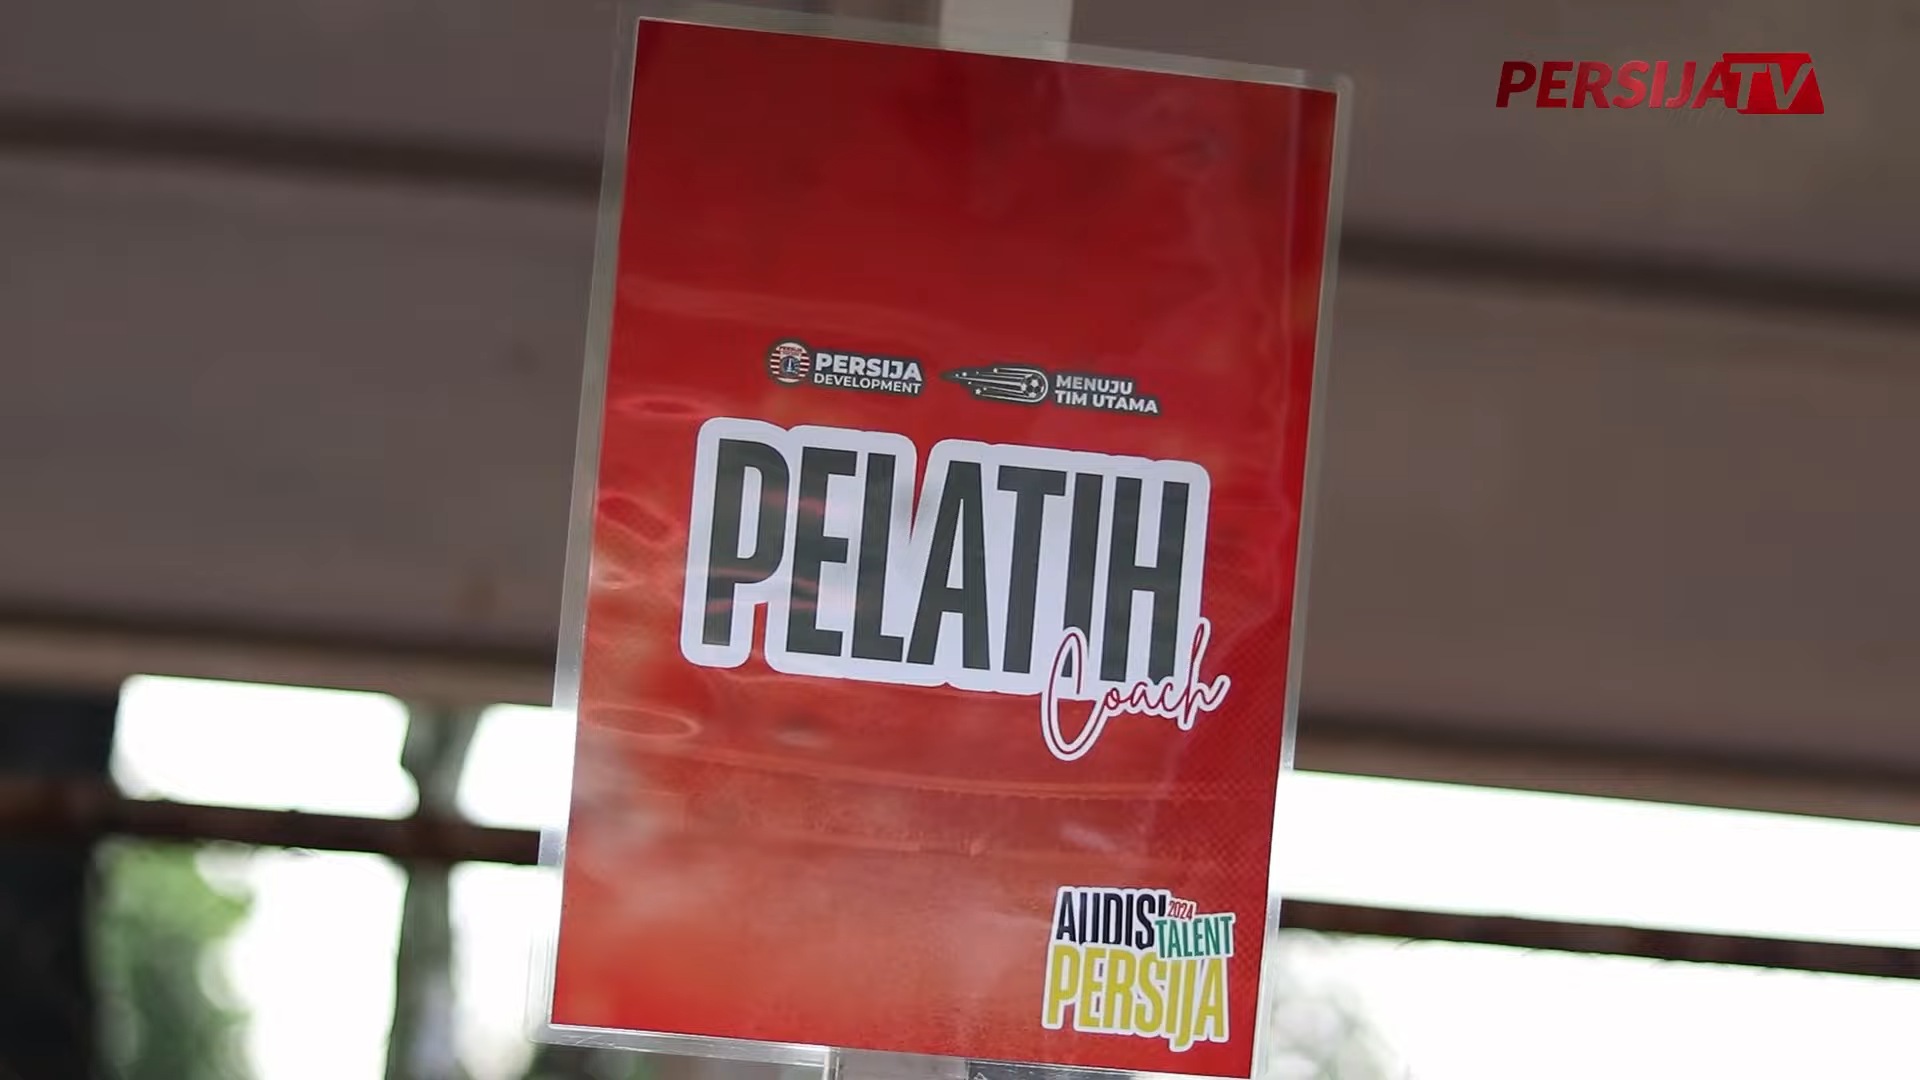 PERSIJATV
PERSIJA
DEVELOPMENT
MENUJU
TIM UTAMA
PELATIH
Coach
AUDISI 2024
TALENT
PERSIJA